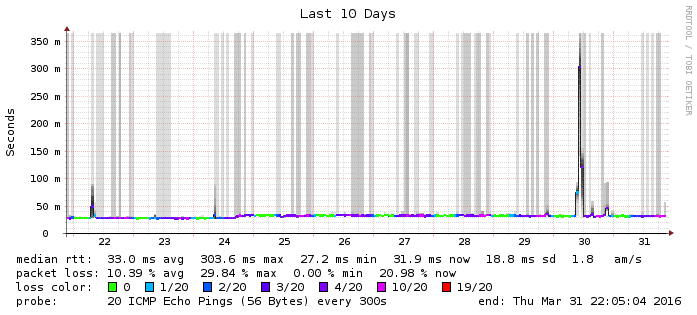 Last 10 Days
RRDTOOL / TOBI OETIKER
Seconds
350 m
300 m
250 m
200 m
150 m
100 m
50 m
0
22 23 24 25 26 27 28 29 30 31
median rtt: 33.0 ms avg 303.6 ms max 27.2 ms min 31.9 ms now 18.8 ms sd 1.8 am/s
packet loss: 10.39 % avg 29.84 % max 0.00 % min 20.98 % now
loss color: 0 1/20 2/20 3/20 4/20 10/20 19/20
probe: 20 ICMP Echo Pings (56 Bytes) every 300s end: Thu Mar 31 22:05:04 2016